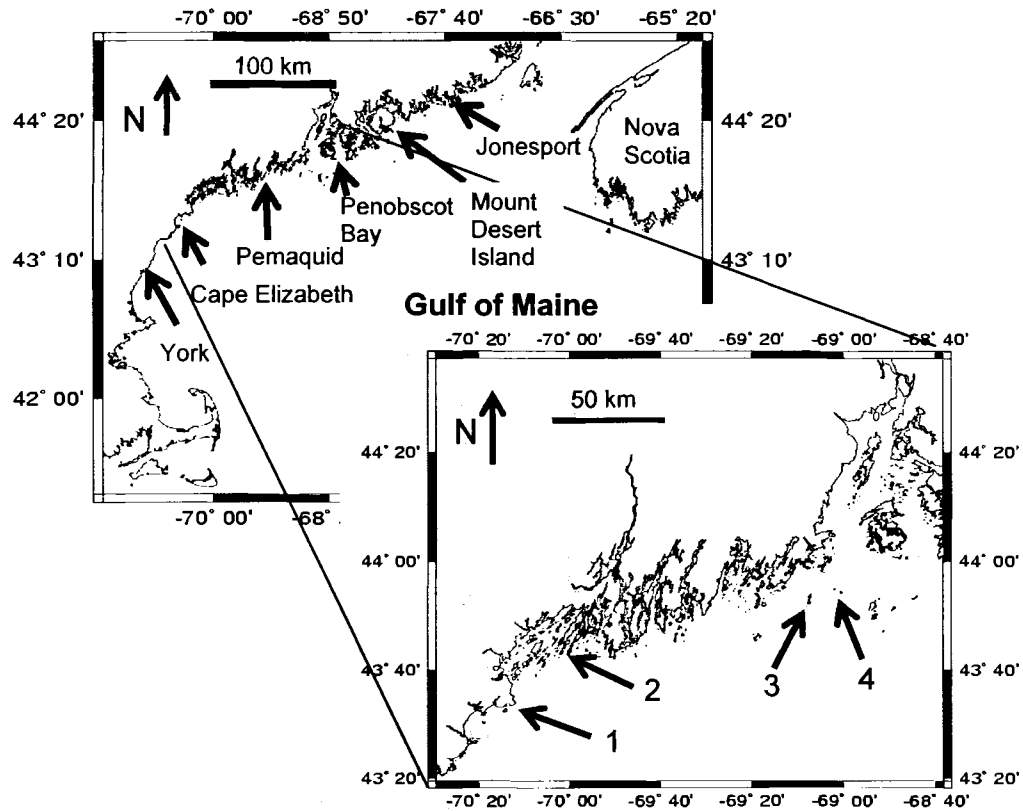 -70° 00'
-68° 50'
-67° 40'
-66° 30'
-65° 20'
100 km
N
44° 20'
44° 20'
Jonesport
Nova
Scotia
Penobscot
Bay
Mount
Desert
Island
Pemaquid
43° 10'
43° 10'
Cape Elizabeth
Gulf of Maine
York
42° 00'
-70° 00'
-68°
-70° 20'
-70° 00'
-69° 40'
-69° 20'
-69° 00'
-68° 40'
50 km
N
44° 20'
44° 20'
44° 00'
44° 00'
43° 40'
43° 40'
2
3
4
1
43° 20'
43° 20'
-70° 20'
-70° 00'
-69° 40'
-69° 20'
-69° 00'
-68° 40'